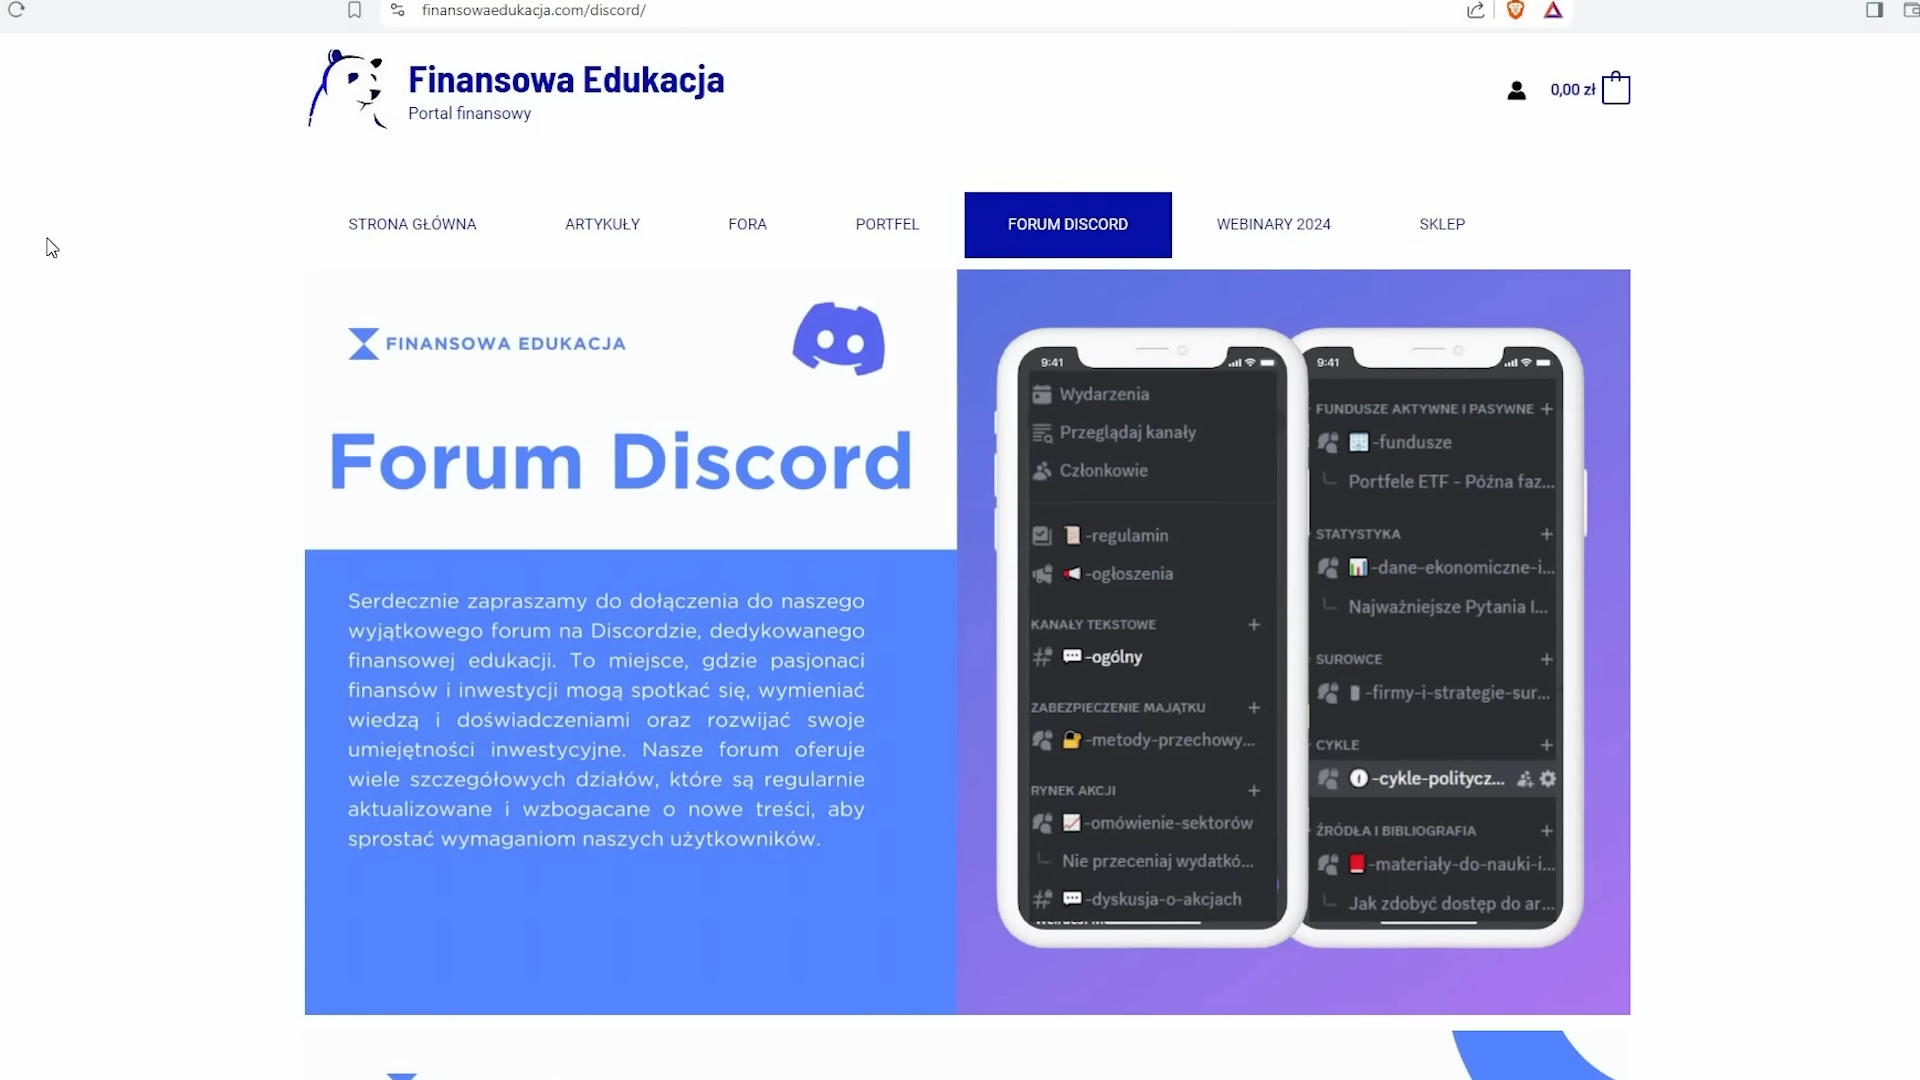 finansowaedukacja.com/discord/
Finansowa Edukacja
Portal finansowy
0,00 zł
STRONA GŁÓWNA
ARTYKUŁY
FORA
PORTFEL
FORUM DISCORD
WEBINARY 2024
SKLEP
FINANSOWA EDUKACJA
Forum Discord
Serdecznie zapraszamy do dołączenia do naszego
wyjątkowego forum na Discordzie, dedykowanego
finansowej edukacji. To miejsce, gdzie pasjonaci
finansów i inwestycji mogą spotkać się, wymieniać
wiedzą i doświadczeniami oraz rozwijać swoje
umiejętności inwestycyjne. Nasze forum oferuje
wiele szczegółowych działów, które są regularnie
aktualizowane i wzbogacane o nowe treści, aby
sprostać wymaganiom naszych użytkowników.
9:41
Wydarzenia
Przeglądaj kanały
Członkowie
-regulamin
-ogłoszenia
KANAŁY TEKSTOWE
-ogólny
ZABEZPIECZENIE MAJĄTKU
-metody-przechowy...
RYNEK AKCJI
-omówienie-sektorów
Nie przeceniaj wydatkó...
-dyskusja-o-akcjach
9:41
FUNDUSZE AKTYWNE I PASYWNE
-fundusze
Portfele ETF - Późna faz...
STATYSTYKA
-dane-ekonomiczne-i...
Najważniejsze Pytania I...
SUROWCE
-firmy-i-strategie-sur...
CYKLE
-cykle-politycz...
ŹRÓDŁA I BIBLIOGRAFIA
-materiały-do-nauki-i...
Jak zdobyć dostęp do ar...